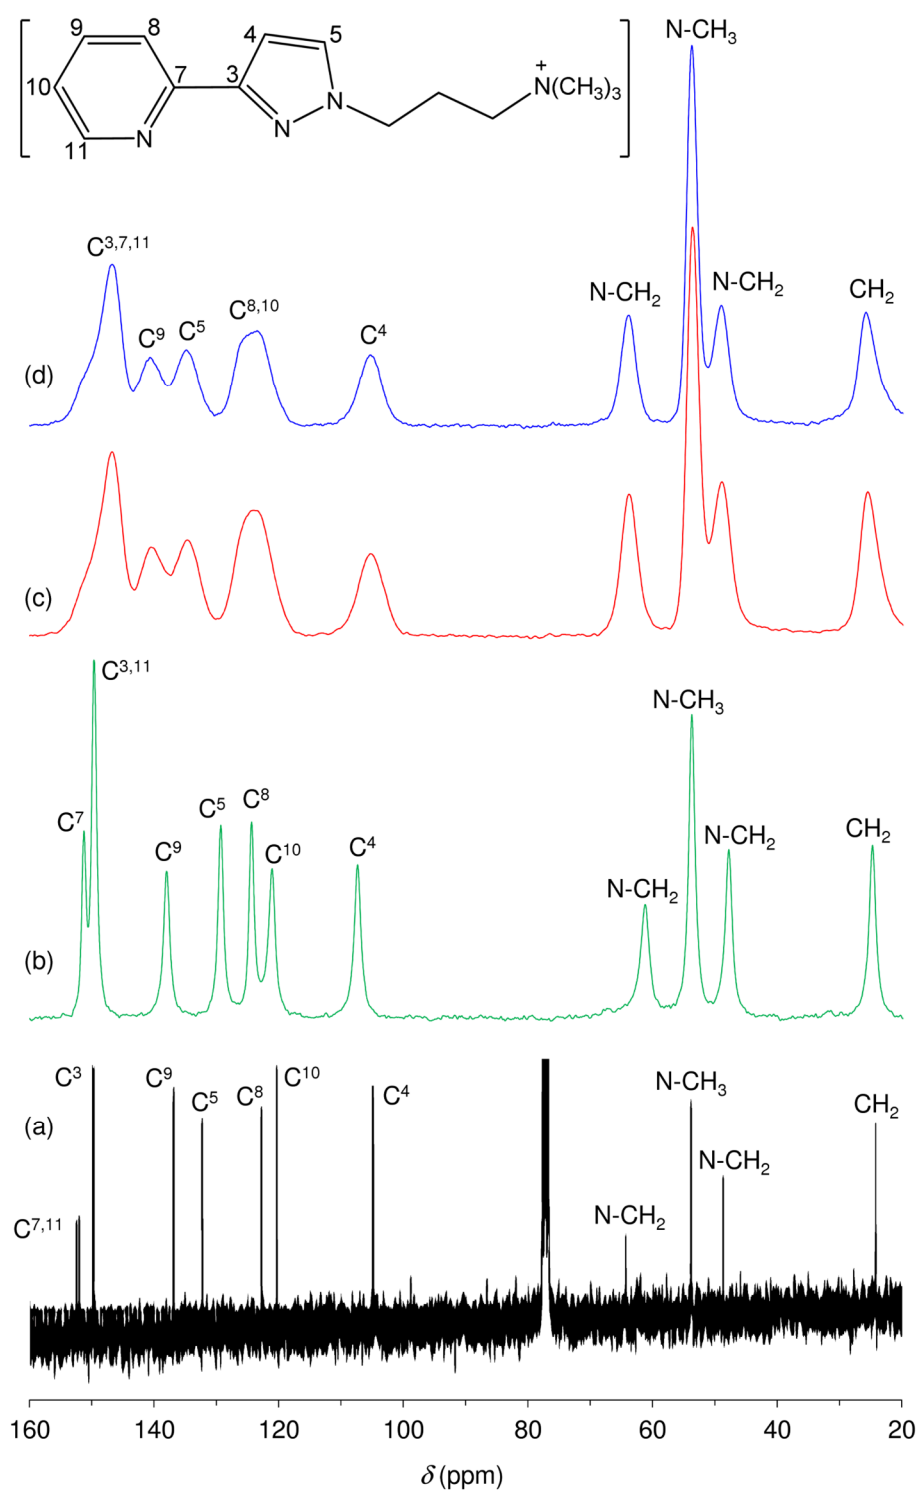 9 8 4 5
10 7 3 N N N
+
N(CH₃)₃
11
N-CH₃
C³,⁷,¹¹ C⁹ C⁵ C⁸,¹⁰ C⁴ N-CH₂ N-CH₂ CH₂
(d)
(c)
C³,¹¹ C⁷ C⁹ C⁵ C⁸ C¹⁰ C⁴ N-CH₂ N-CH₃ N-CH₂ CH₂
(b)
C³ C⁹ C⁵ C⁸ C¹⁰ C⁴ N-CH₃ CH₂
(a)
C⁷,¹¹ N-CH₂ N-CH₂
160 140 120 100 80 60 40 20
δ (ppm)